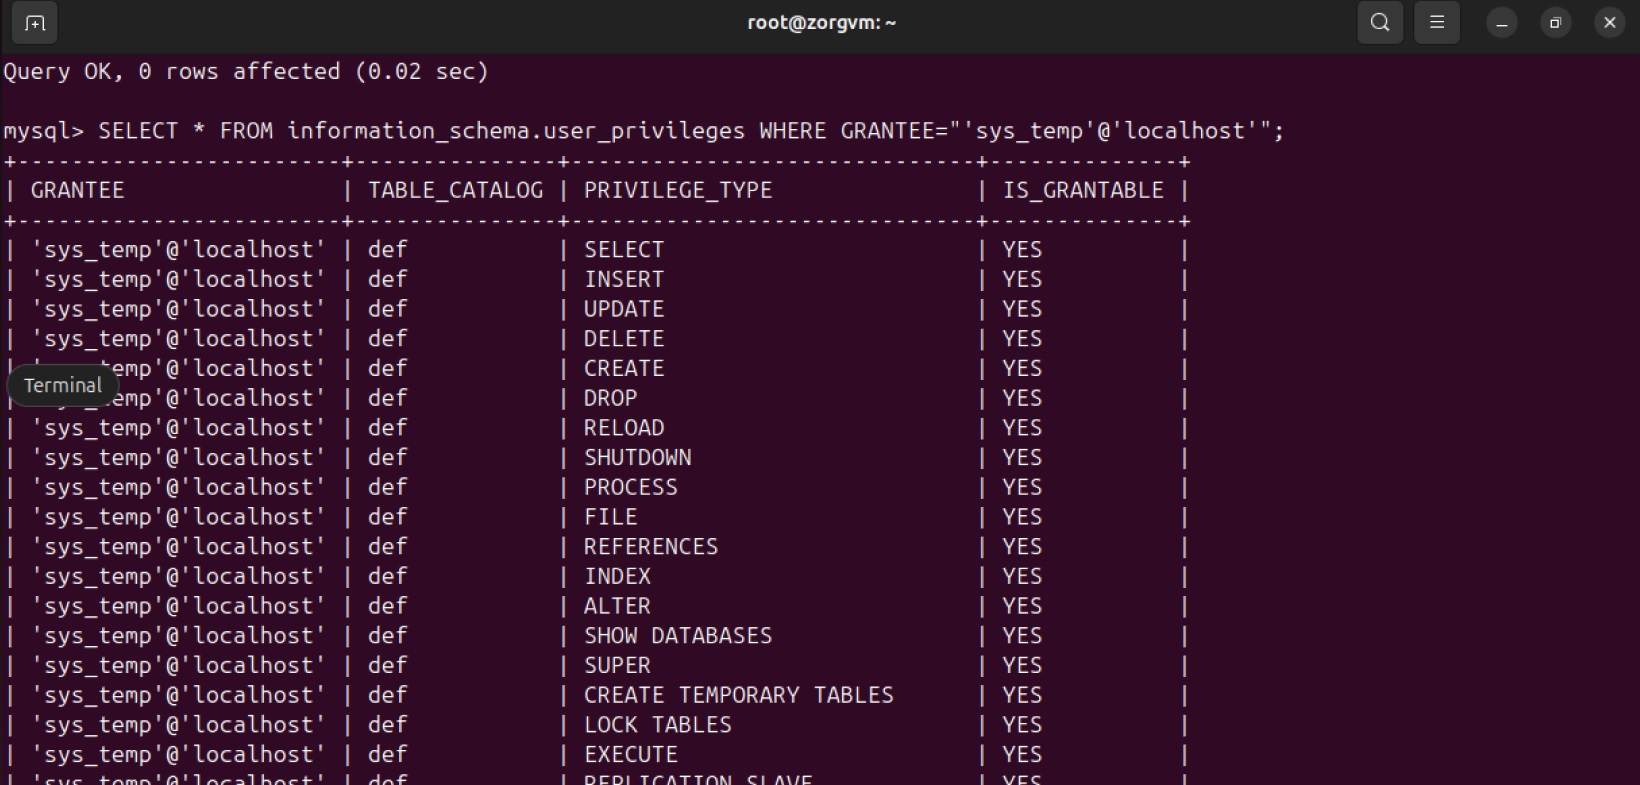 root@zorgvm: ~
Query OK, 0 rows affected (0.02 sec)
mysql> SELECT * FROM information_schema.user_privileges WHERE GRANTEE="'sys_temp'@'localhost'";
+------------------------+---------------+------------------------------+--------------+
| GRANTEE | TABLE_CATALOG | PRIVILEGE_TYPE | IS_GRANTABLE |
+------------------------+---------------+------------------------------+--------------+
| 'sys_temp'@'localhost' | def | SELECT | YES |
| 'sys_temp'@'localhost' | def | INSERT | YES |
| 'sys_temp'@'localhost' | def | UPDATE | YES |
| 'sys_temp'@'localhost' | def | DELETE | YES |
emp'@'localhost' | def | CREATE | YES |
Terminal
emp'@'localhost' | def | DROP | YES |
| 'sys_temp'@'localhost' | def | RELOAD | YES |
| 'sys_temp'@'localhost' | def | SHUTDOWN | YES |
| 'sys_temp'@'localhost' | def | PROCESS | YES |
| 'sys_temp'@'localhost' | def | FILE | YES |
| 'sys_temp'@'localhost' | def | REFERENCES | YES |
| 'sys_temp'@'localhost' | def | INDEX | YES |
| 'sys_temp'@'localhost' | def | ALTER | YES |
| 'sys_temp'@'localhost' | def | SHOW DATABASES | YES |
| 'sys_temp'@'localhost' | def | SUPER | YES |
| 'sys_temp'@'localhost' | def | CREATE TEMPORARY TABLES | YES |
| 'sys_temp'@'localhost' | def | LOCK TABLES | YES |
| 'sys_temp'@'localhost' | def | EXECUTE | YES |
| 'sys_temp'@'localhost' | def | REPLICATION SLAVE | YES |